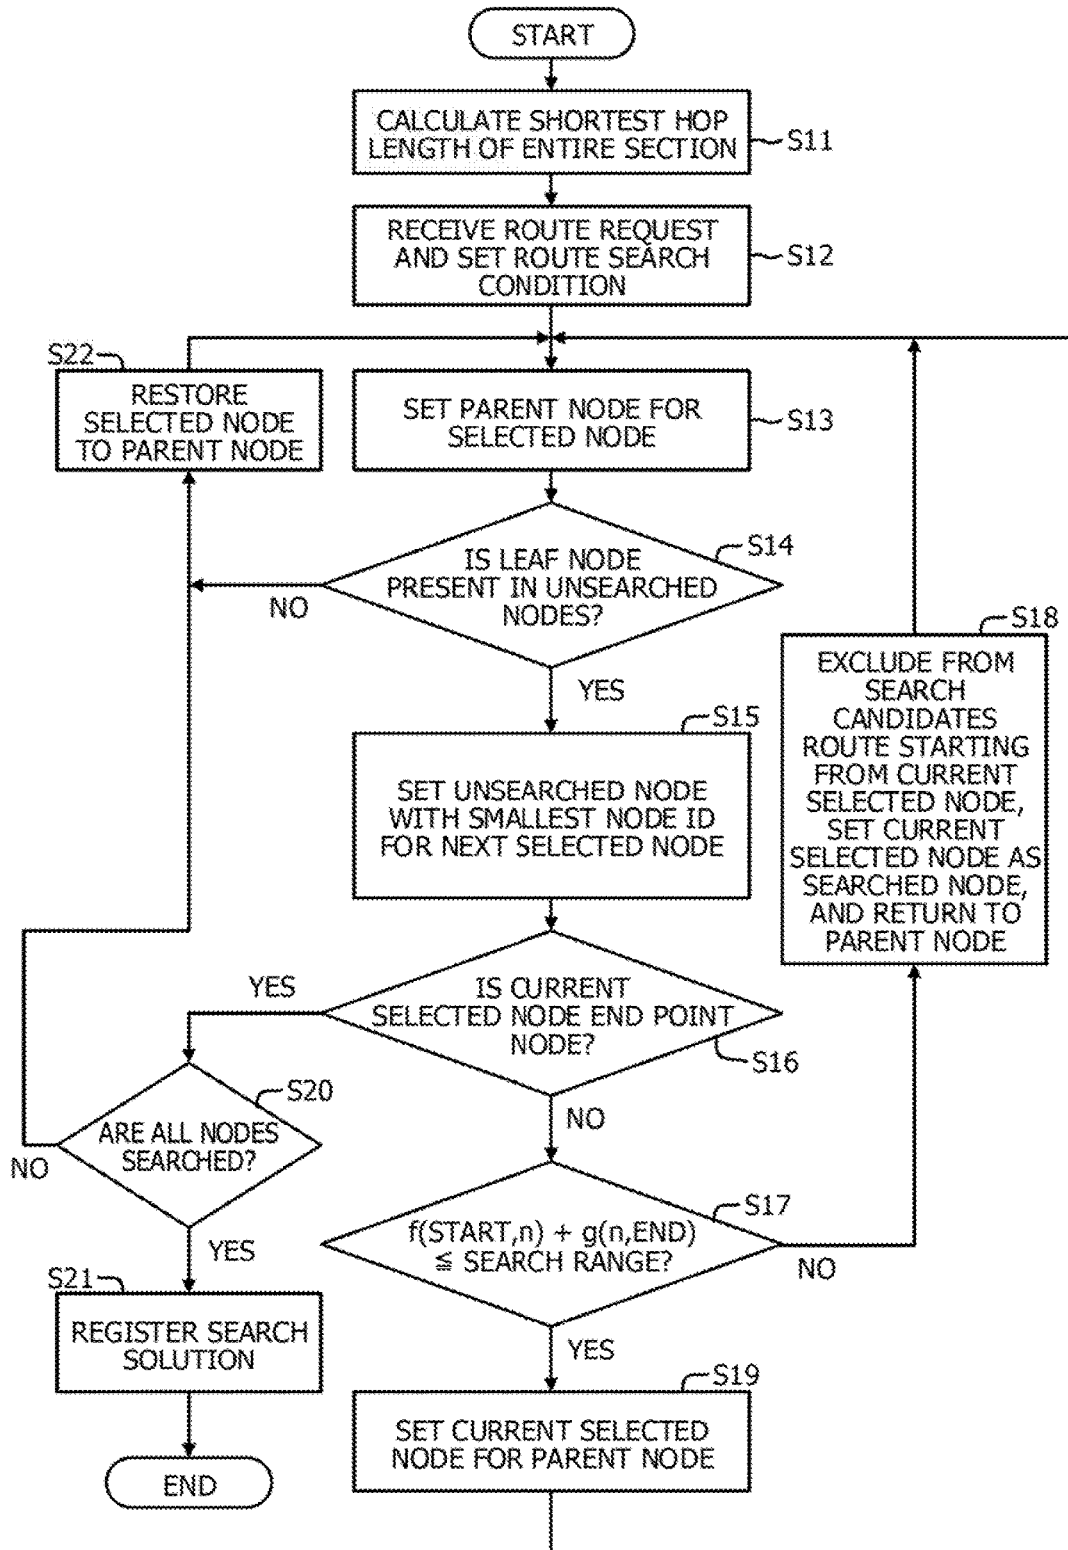 START
CALCULATE SHORTEST HOP
LENGTH OF ENTIRE SECTION
S11
RECEIVE ROUTE REQUEST
AND SET ROUTE SEARCH
CONDITION
S12
S22
RESTORE
SELECTED NODE
TO PARENT NODE
SET PARENT NODE FOR
SELECTED NODE
S13
IS LEAF NODE
PRESENT IN UNSEARCHED
NODES?
S14
NO
YES
S18
EXCLUDE FROM
SEARCH
CANDIDATES
ROUTE STARTING
FROM CURRENT
SELECTED NODE,
SET CURRENT
SELECTED NODE AS
SEARCHED NODE,
AND RETURN TO
PARENT NODE
S15
SET UNSEARCHED NODE
WITH SMALLEST NODE ID
FOR NEXT SELECTED NODE
YES
IS CURRENT
SELECTED NODE END POINT
NODE?
S16
NO
S20
ARE ALL NODES
SEARCHED?
NO
YES
S17
f(START,n) + g(n,END)
≦ SEARCH RANGE?
NO
YES
S21
REGISTER SEARCH
SOLUTION
S19
SET CURRENT SELECTED
NODE FOR PARENT NODE
END